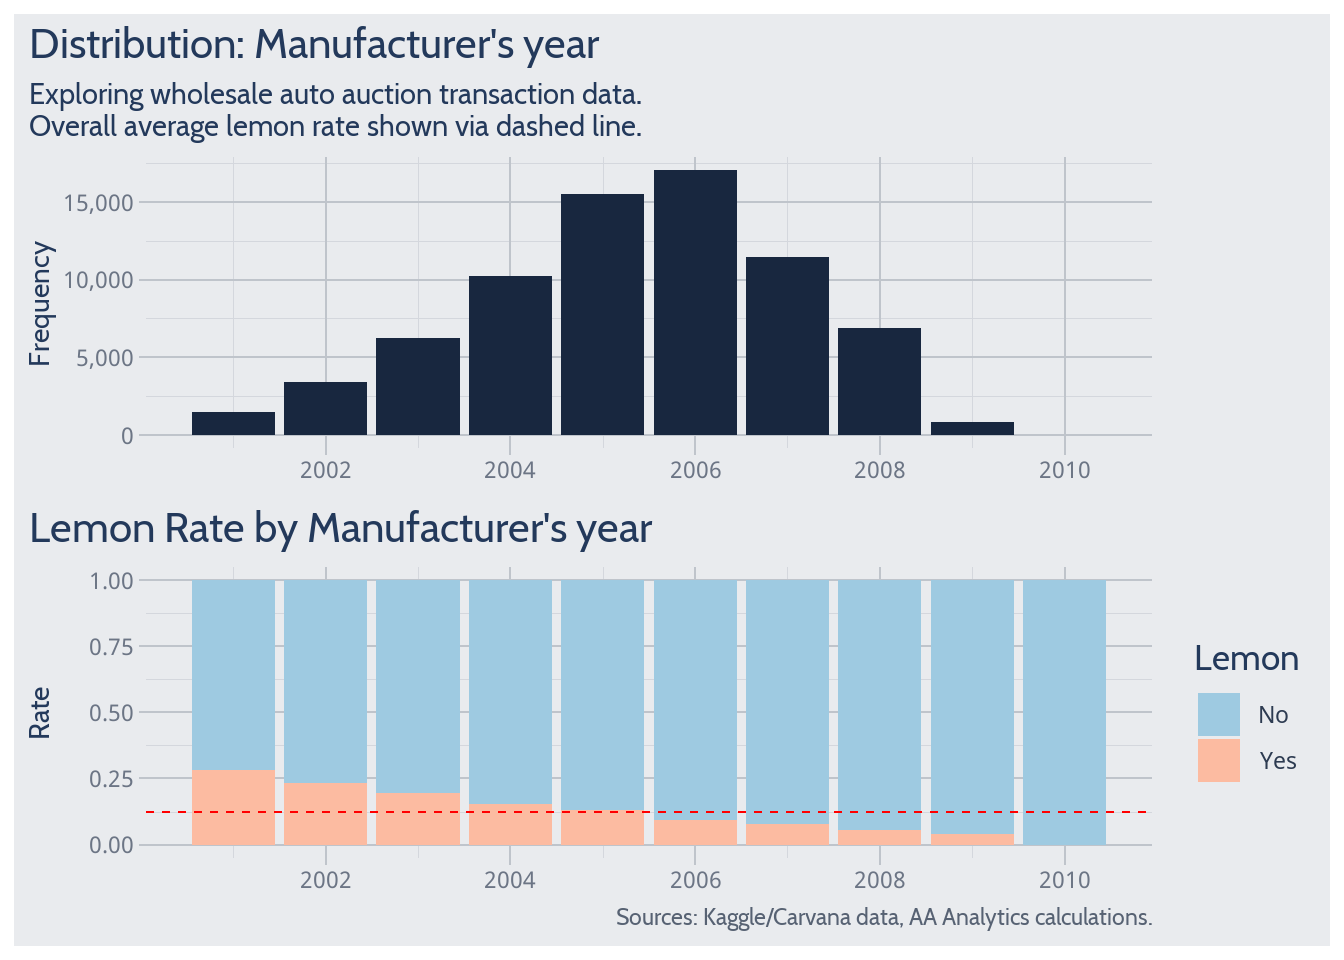 Distribution: Manufacturer's year
Exploring wholesale auto auction transaction data.
Overall average lemon rate shown via dashed line.
Frequency
15,000
10,000
5,000
0
2002 2004 2006 2008 2010
Lemon Rate by Manufacturer's year
Rate
1.00
0.75
0.50
0.25
0.00
2002 2004 2006 2008 2010
Lemon
No
Yes
Sources: Kaggle/Carvana data, AA Analytics calculations.